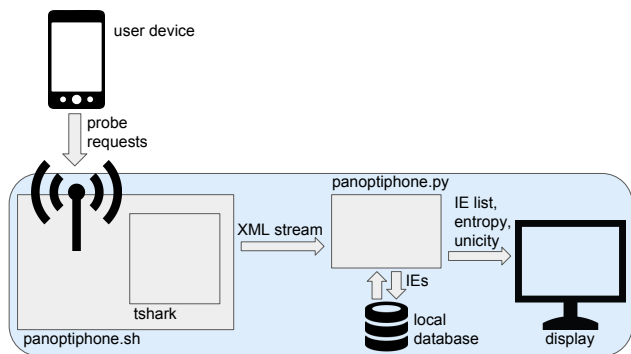 user device
probe
requests
panoptiphone.py
IE list,
entropy,
unicity
XML stream
IEs
tshark
local
database
panoptiphone.sh
display